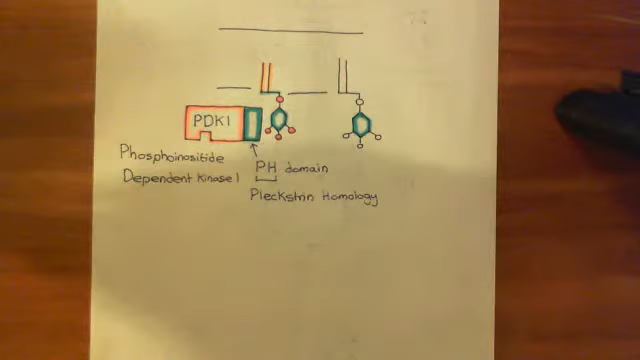 PDK1
Phosphoinositide
Dependent Kinase 1
PH domain
Pleckstrin Homology